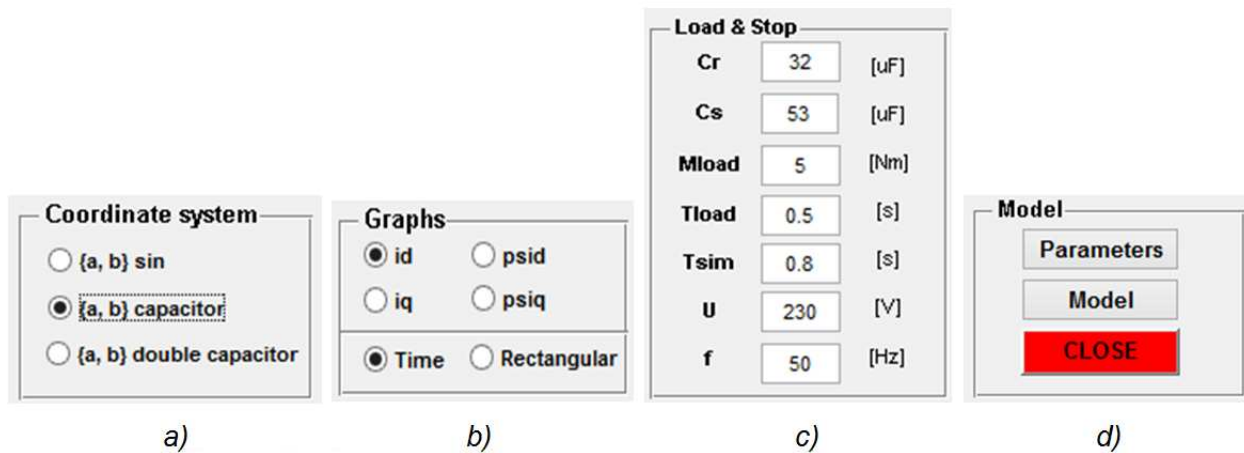 Coordinate system
{a, b} sin
{a, b} capacitor
{a, b} double capacitor
a)
Graphs
id psid
iq psiq
Time Rectangular
b)
Load & Stop
Cr 32 [uF]
Cs 53 [uF]
Mload 5 [Nm]
Tload 0.5 [s]
Tsim 0.8 [s]
U 230 [V]
f 50 [Hz]
c)
Model
Parameters
Model
CLOSE
d)